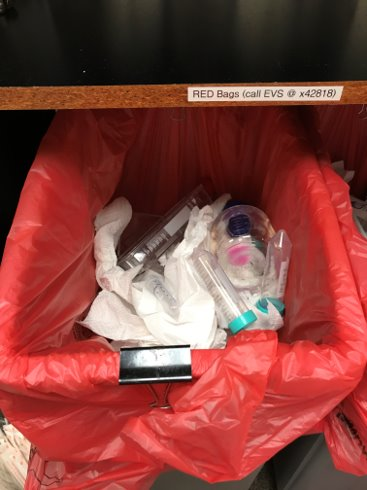 RED Bags (call EVS @ x42818)